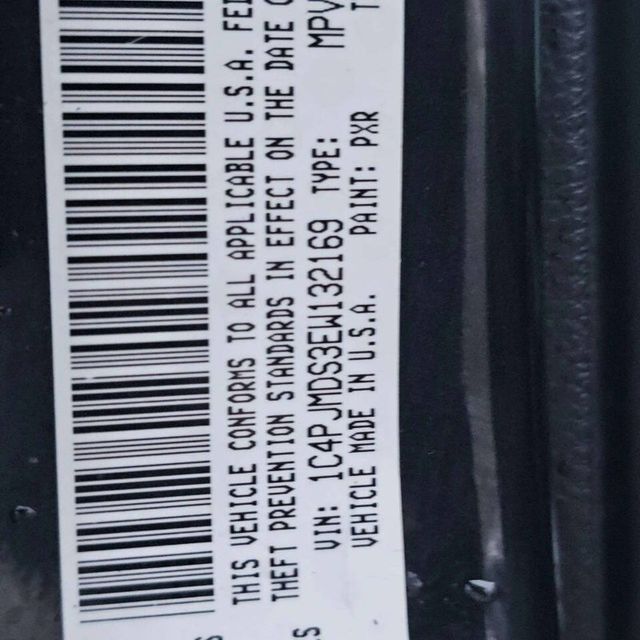 THIS VEHICLE CONFORMS TO ALL APPLICABLE U.S.A. FE
THEFT PREVENTION STANDARDS IN EFFECT ON THE DATE
VIN: 1C4PJMDS3EW132169 TYPE: MPV
VEHICLE MADE IN U.S.A. PAINT: PXR